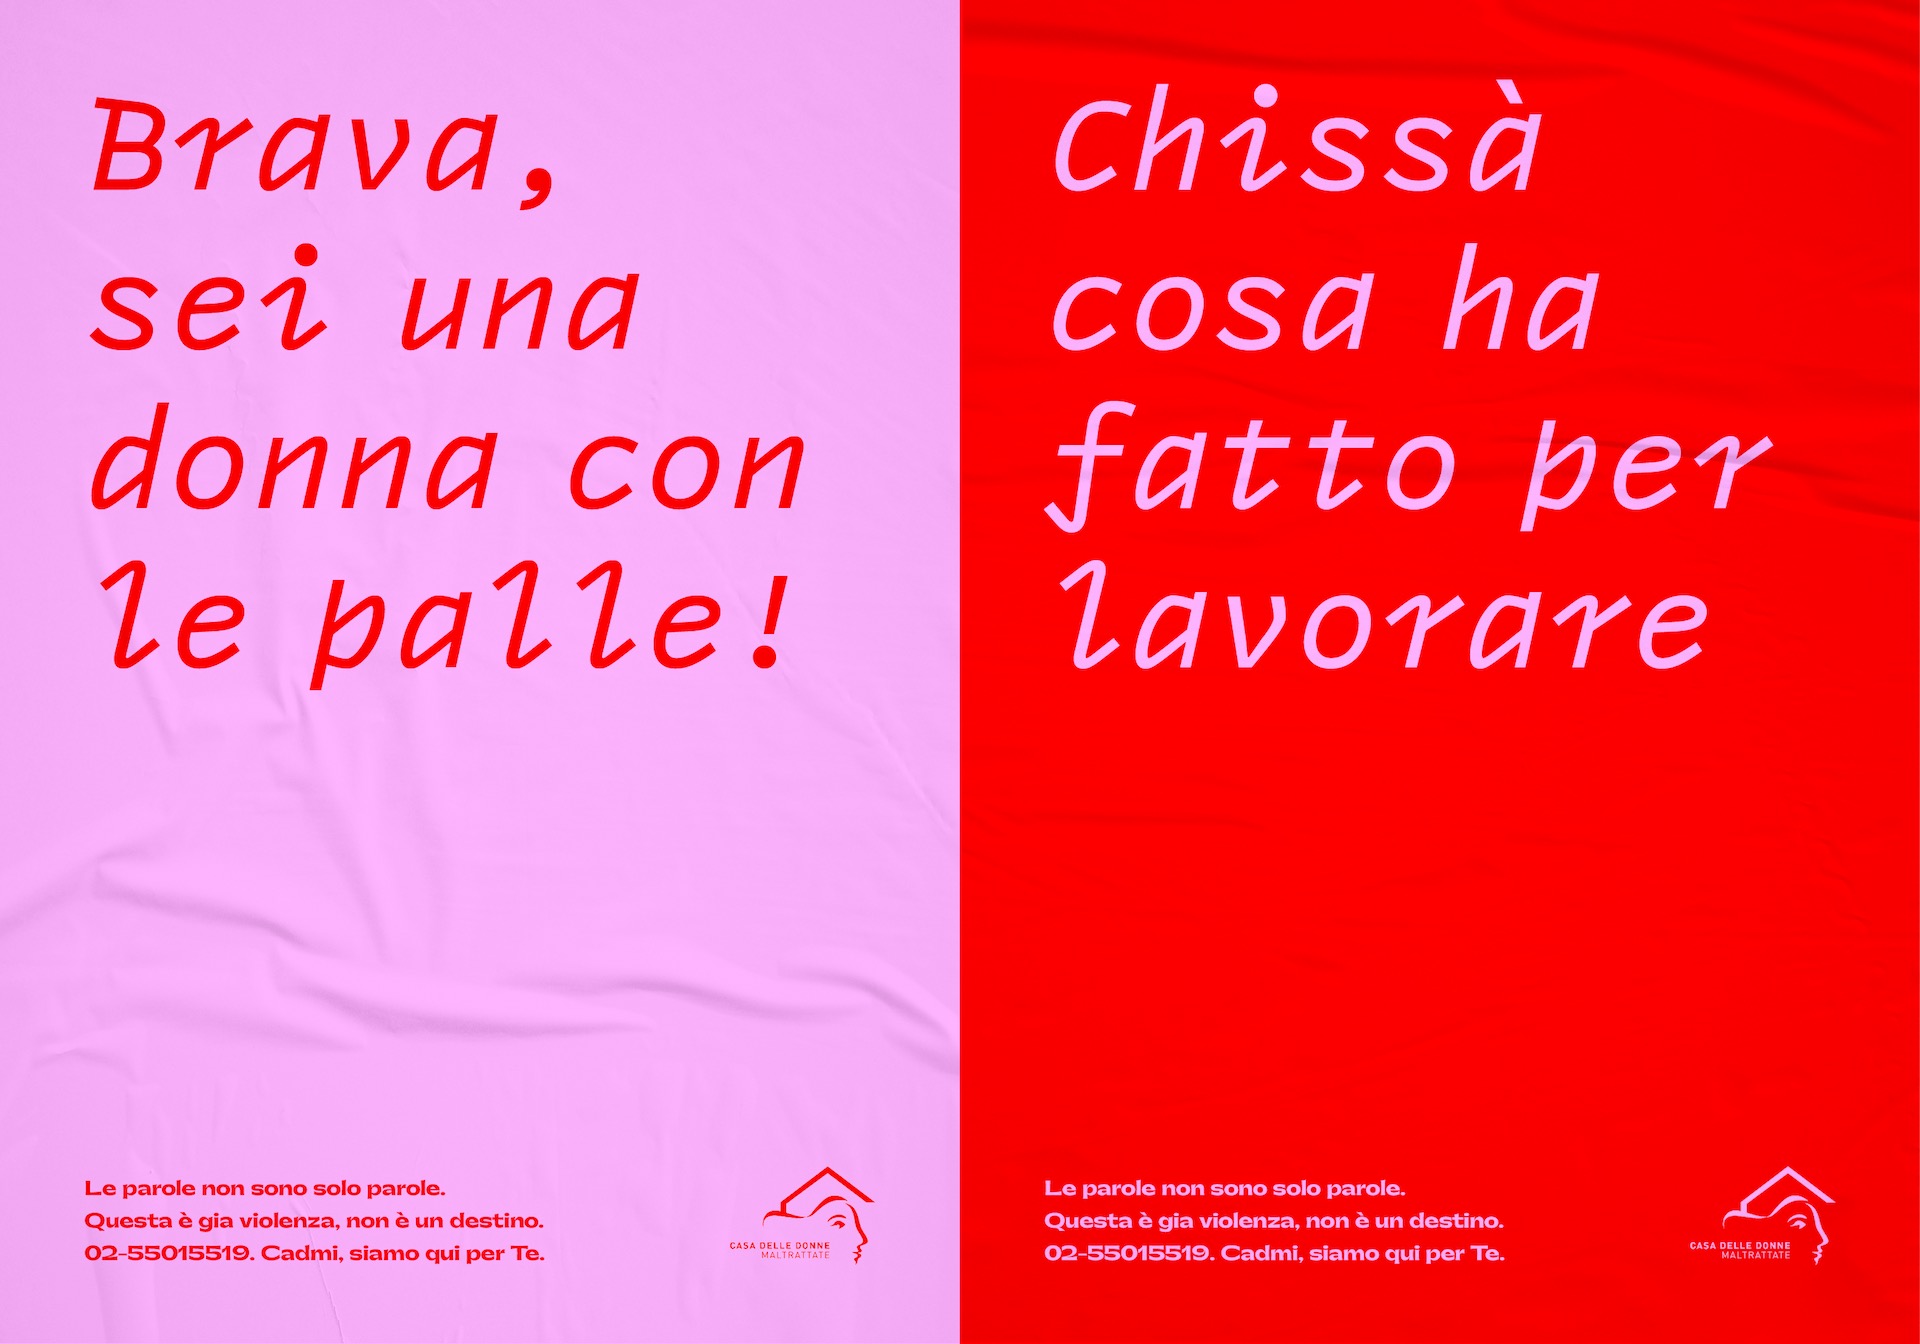 Brava,
sei una
donna con
le palle!
Le parole non sono solo parole.
Questa è gia violenza, non è un destino.
02-55015519. Cadmi, siamo qui per Te.
CASA DELLE DONNE
MALTRATTATE
Chissà
cosa ha
fatto per
lavorare
Le parole non sono solo parole.
Questa è gia violenza, non è un destino.
02-55015519. Cadmi, siamo qui per Te.
CASA DELLE DONNE
MALTRATTATE